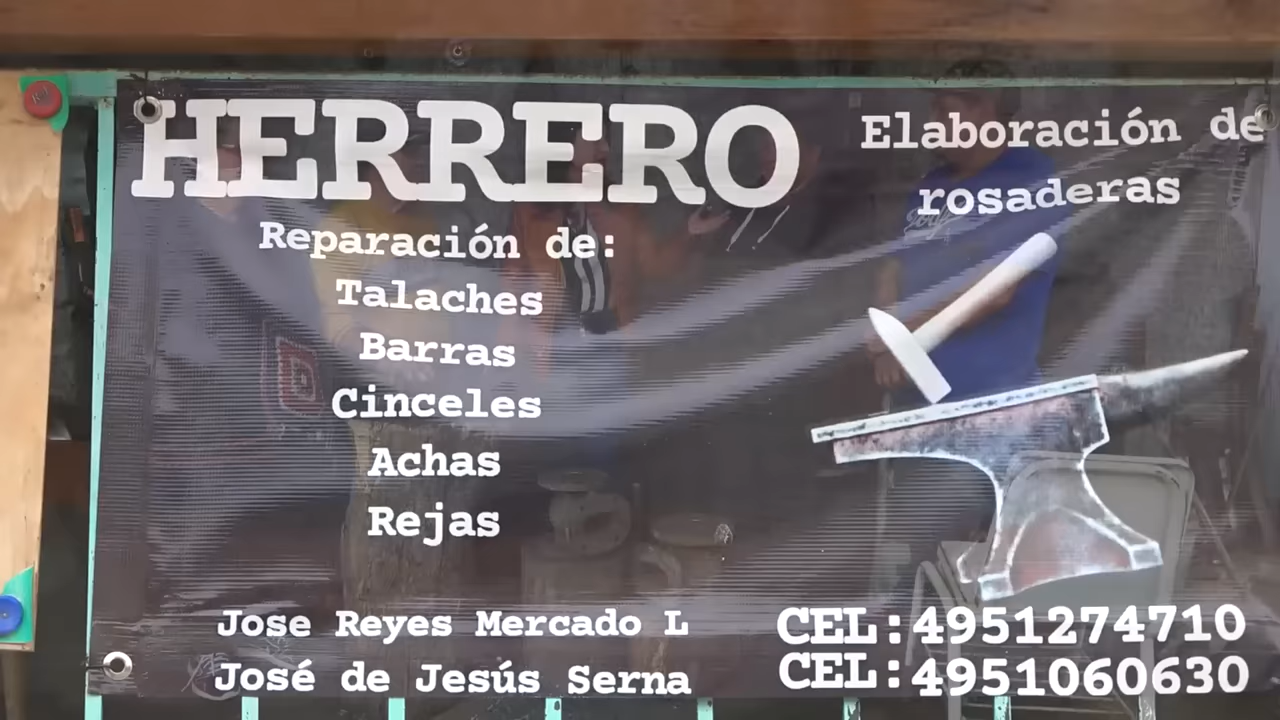 HERRERO
Reparación de:
Talaches
Barras
Cinceles
Achas
Rejas
Elaboración de
rosaderas
Jose Reyes Mercado L
José de Jesús Serna
CEL:4951274710
CEL:4951060630